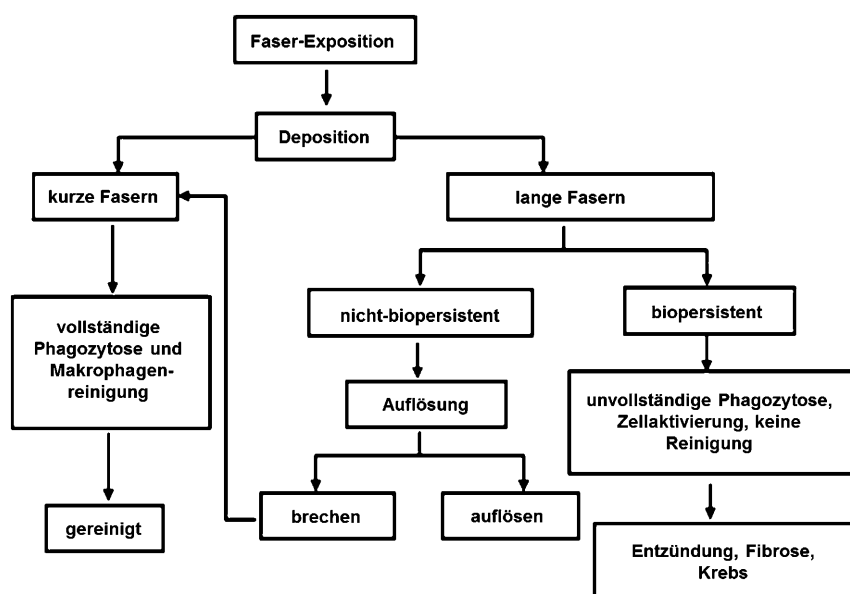 Faser-Exposition
Deposition
kurze Fasern
lange Fasern
nicht-biopersistent
biopersistent
vollständige
Phagozytose und
Makrophagen-
reinigung
Auflösung
unvollständige Phagozytose,
Zellaktivierung, keine
Reinigung
gereinigt
brechen
auflösen
Entzündung, Fibrose,
Krebs